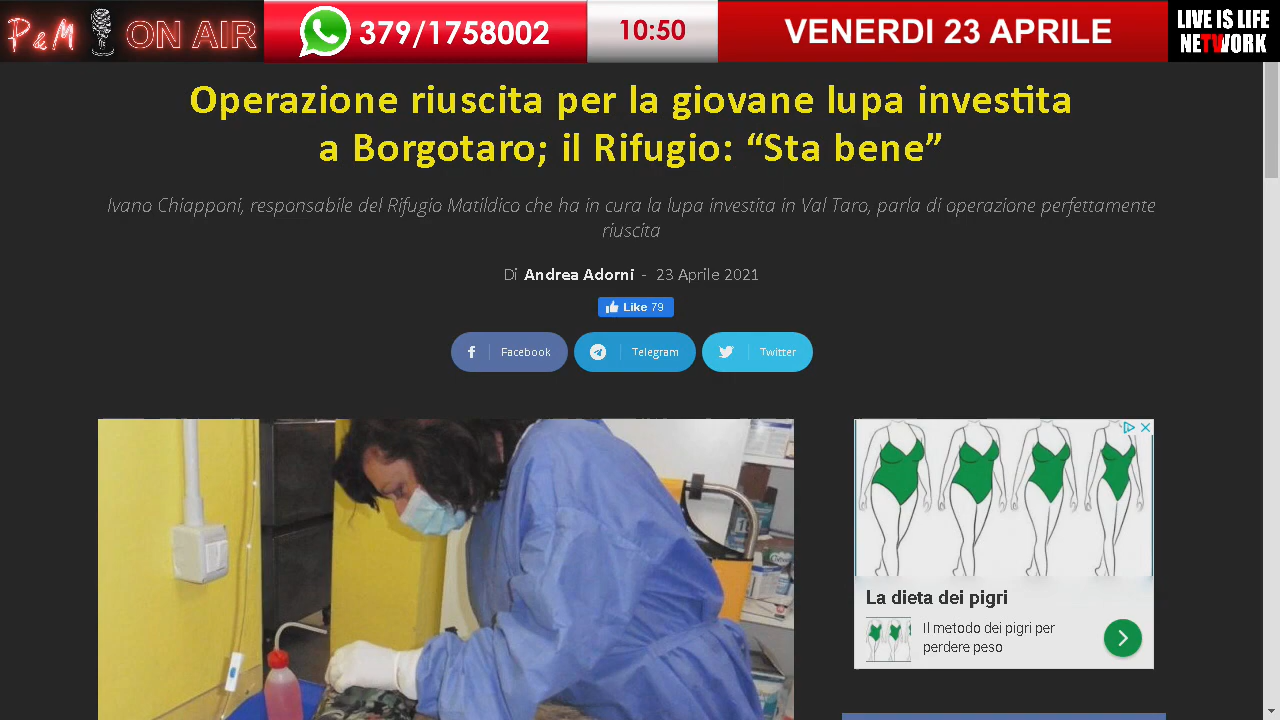 P & M ON AIR
379/1758002
10:50
VENERDI 23 APRILE
LIVE IS LIFE
NETWORK
Operazione riuscita per la giovane lupa investita
a Borgotaro; il Rifugio: “Sta bene”
Ivano Chiapponi, responsabile del Rifugio Matildico che ha in cura la lupa investita in Val Taro, parla di operazione perfettamente
riuscita
Di Andrea Adorni - 23 Aprile 2021
Like 79
Facebook
Telegram
Twitter
La dieta dei pigri
Il metodo dei pigri per
perdere peso